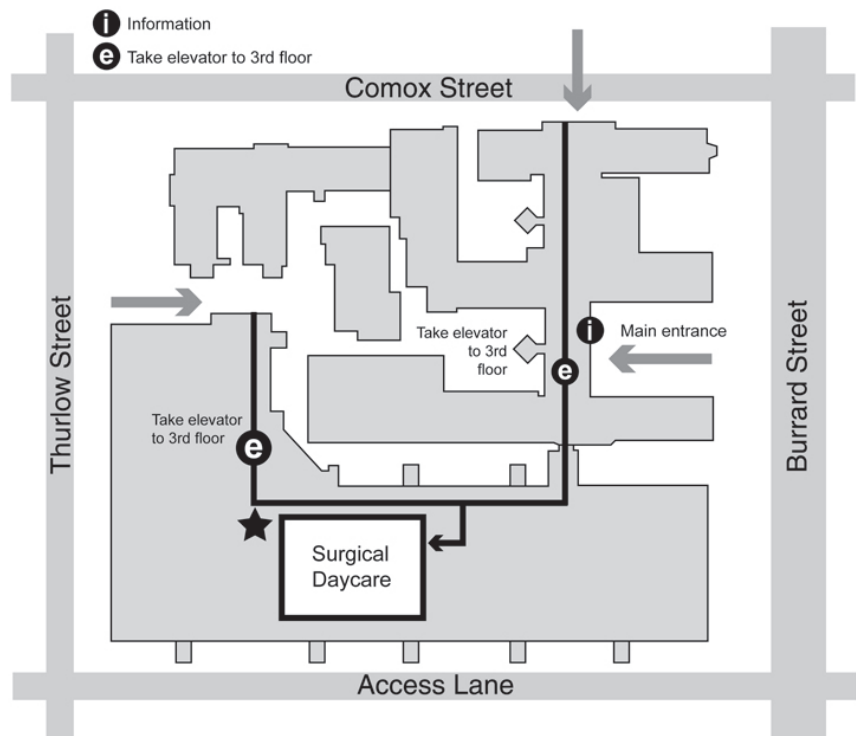 i Information
e Take elevator to 3rd floor
Comox Street
Thurlow Street
Burrard Street
Take elevator
to 3rd
floor
i
Main entrance
e
Take elevator
to 3rd floor
e
Surgical
Daycare
Access Lane